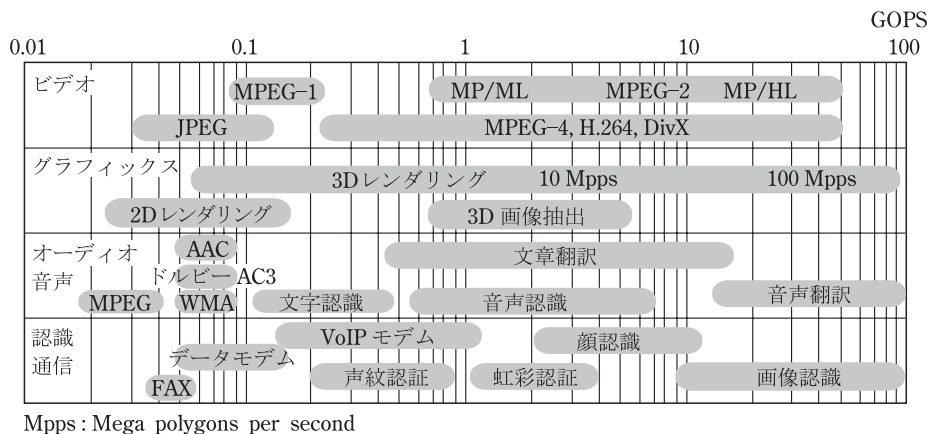 GOPS
0.01 0.1 1 10 100
ビデオ
MPEG-1 MP/ML MPEG-2 MP/HL
JPEG MPEG-4, H.264, DivX
グラフィックス
3Dレンダリング 10 Mpps 100 Mpps
2Dレンダリング 3D 画像抽出
オーディオ
音声
AAC 文章翻訳
ドルビー AC3 音声翻訳
MPEG WMA 文字認識 音声認識
認識
通信
VoIP モデム 顔認識
データモデム
FAX 声紋認証 虹彩認証 画像認識
Mpps : Mega polygons per second